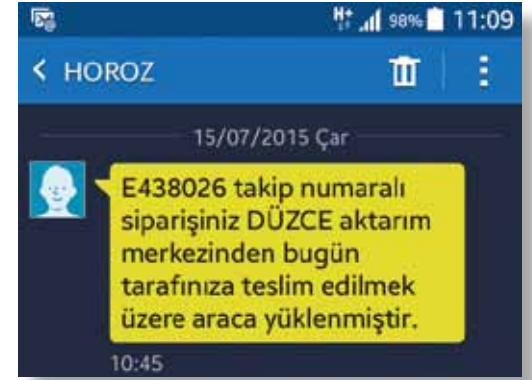 H+ 98% 11:09
< HOROZ
15/07/2015 Çar
E438026 takip numaralı
siparişiniz DÜZCE aktarım
merkezinden bugün
tarafınıza teslim edilmek
üzere araca yüklenmiştir.
10:45